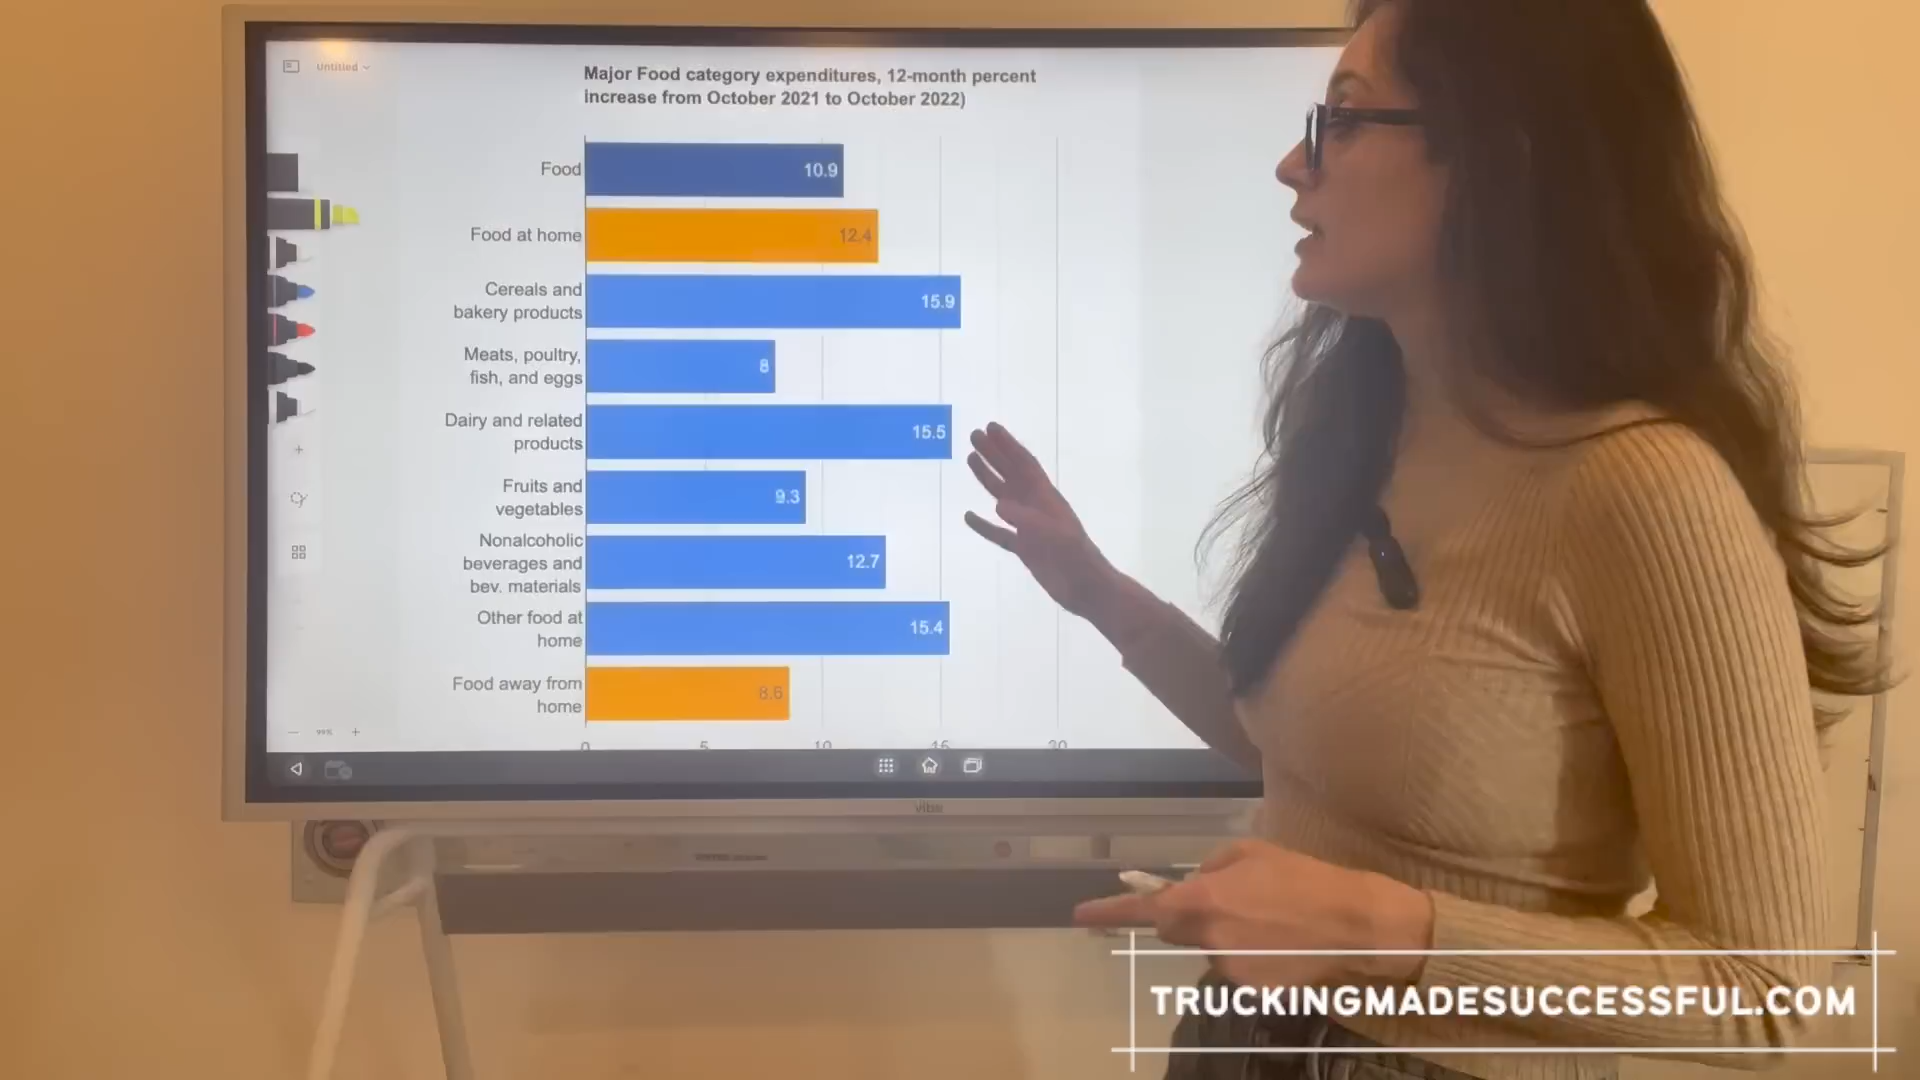 Untitled
Major Food category expenditures, 12-month percent
increase from October 2021 to October 2022)
Food
10.9
Food at home
12.4
Cereals and
bakery products
15.9
Meats, poultry,
fish, and eggs
8
Dairy and related
products
15.5
Fruits and
vegetables
9.3
Nonalcoholic
beverages and
bev. materials
12.7
Other food at
home
15.4
Food away from
home
8.6
0 5 10 15 20
99%
vibe
TRUCKINGMADESUCCESSFUL.COM